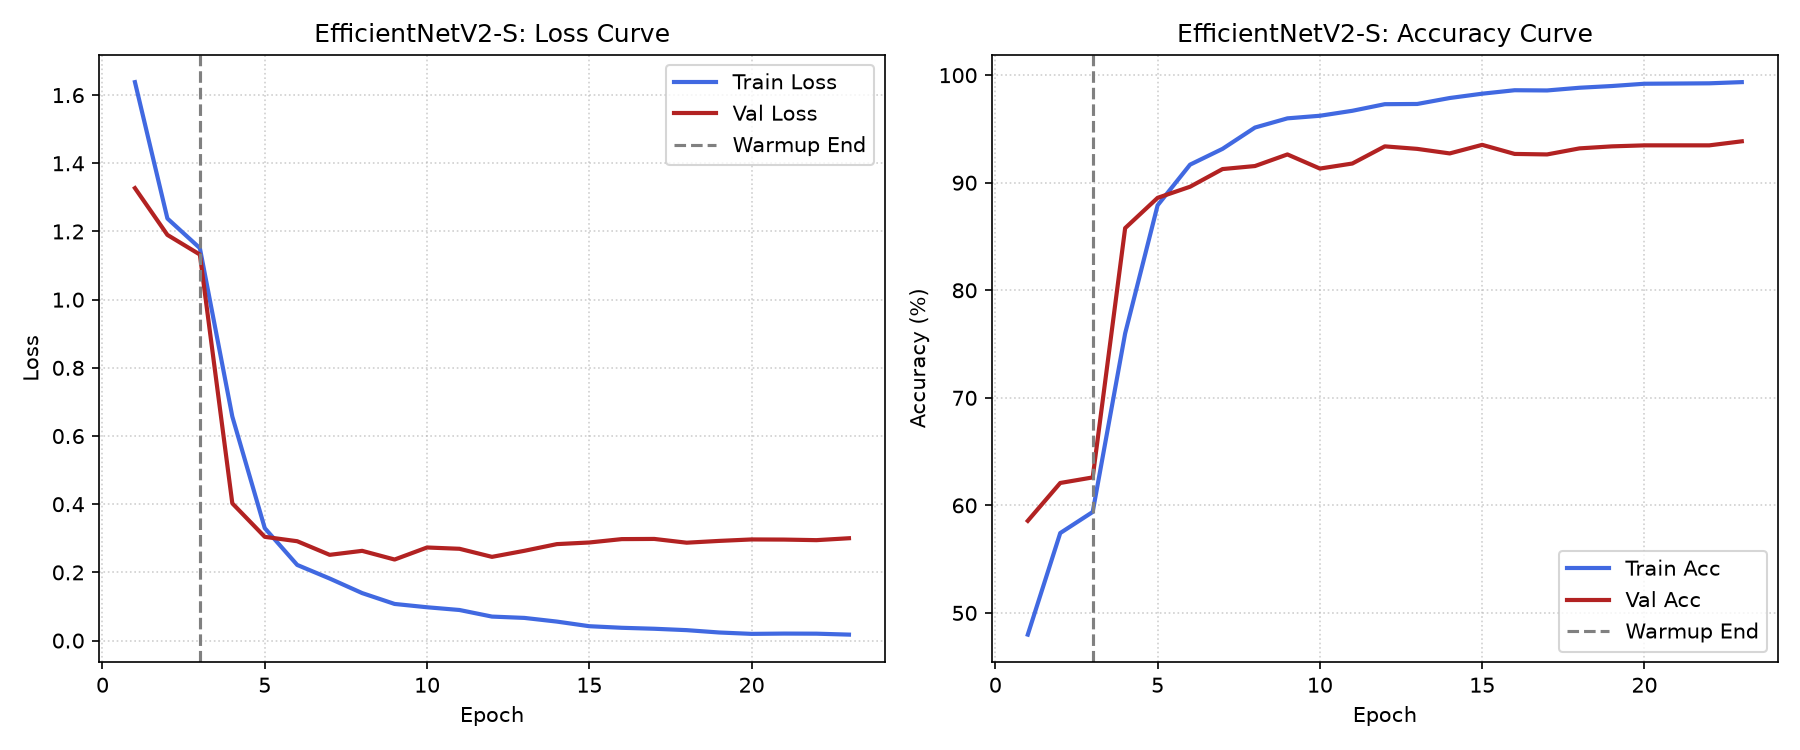 EfficientNetV2-S: Loss Curve
Train Loss
Val Loss
Warmup End
1.6
1.4
1.2
1.0
0.8
0.6
0.4
0.2
0.0
Loss
0
5
10
15
20
Epoch
EfficientNetV2-S: Accuracy Curve
100
90
80
70
60
50
Accuracy (%)
Train Acc
Val Acc
Warmup End
0
5
10
15
20
Epoch